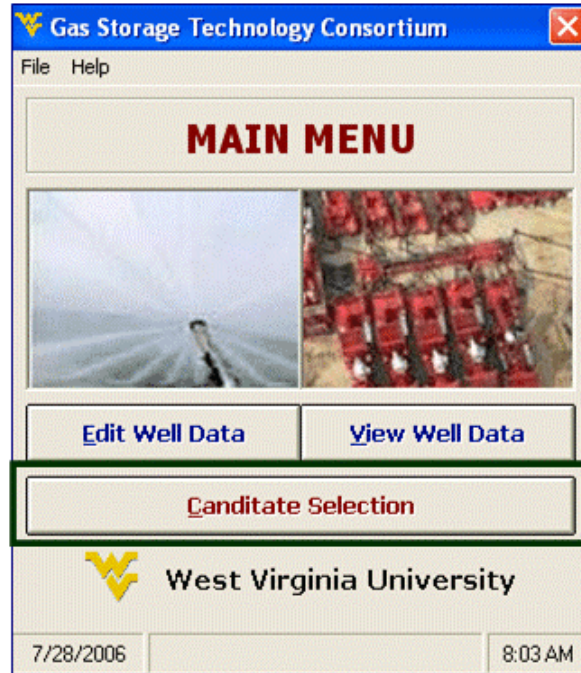 Gas Storage Technology Consortium
File Help
MAIN MENU
Edit Well Data View Well Data
Canditate Selection
West Virginia University
7/28/2006 8:03 AM